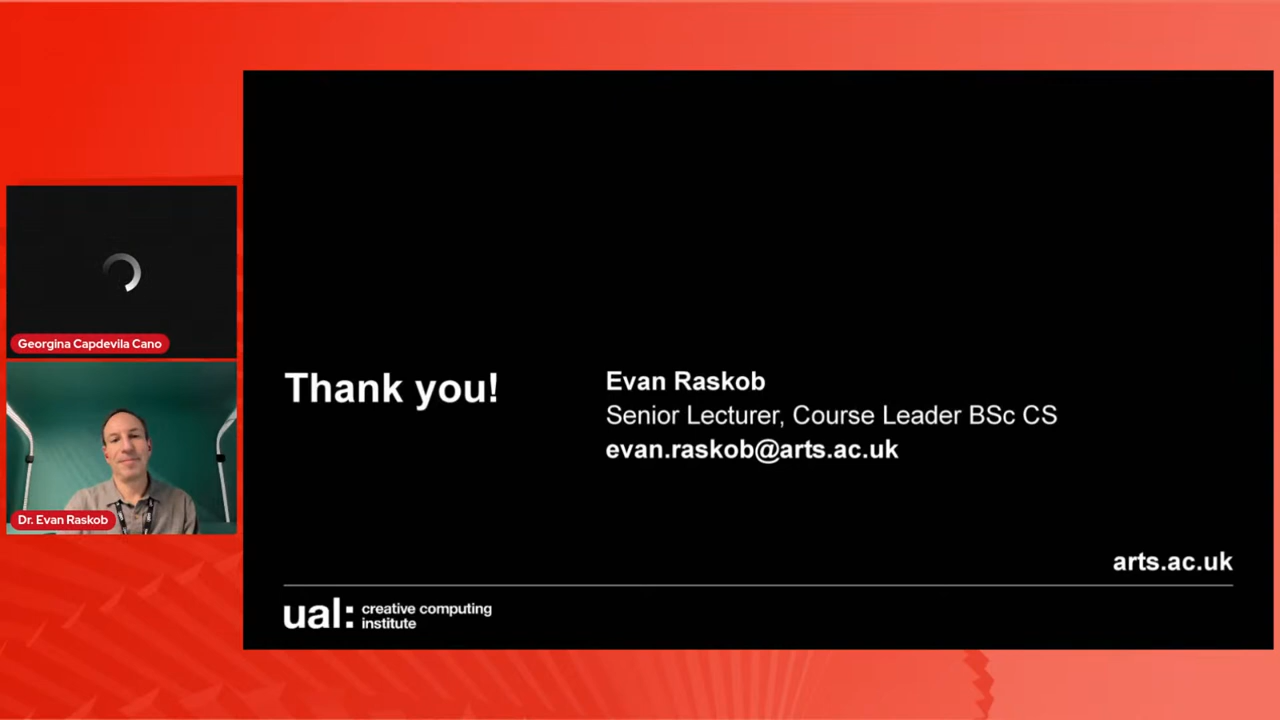 Georgina Capdevila Cano
Dr. Evan Raskob
Thank you!
Evan Raskob
Senior Lecturer, Course Leader BSc CS
evan.raskob@arts.ac.uk
arts.ac.uk
ual: creative computing
institute